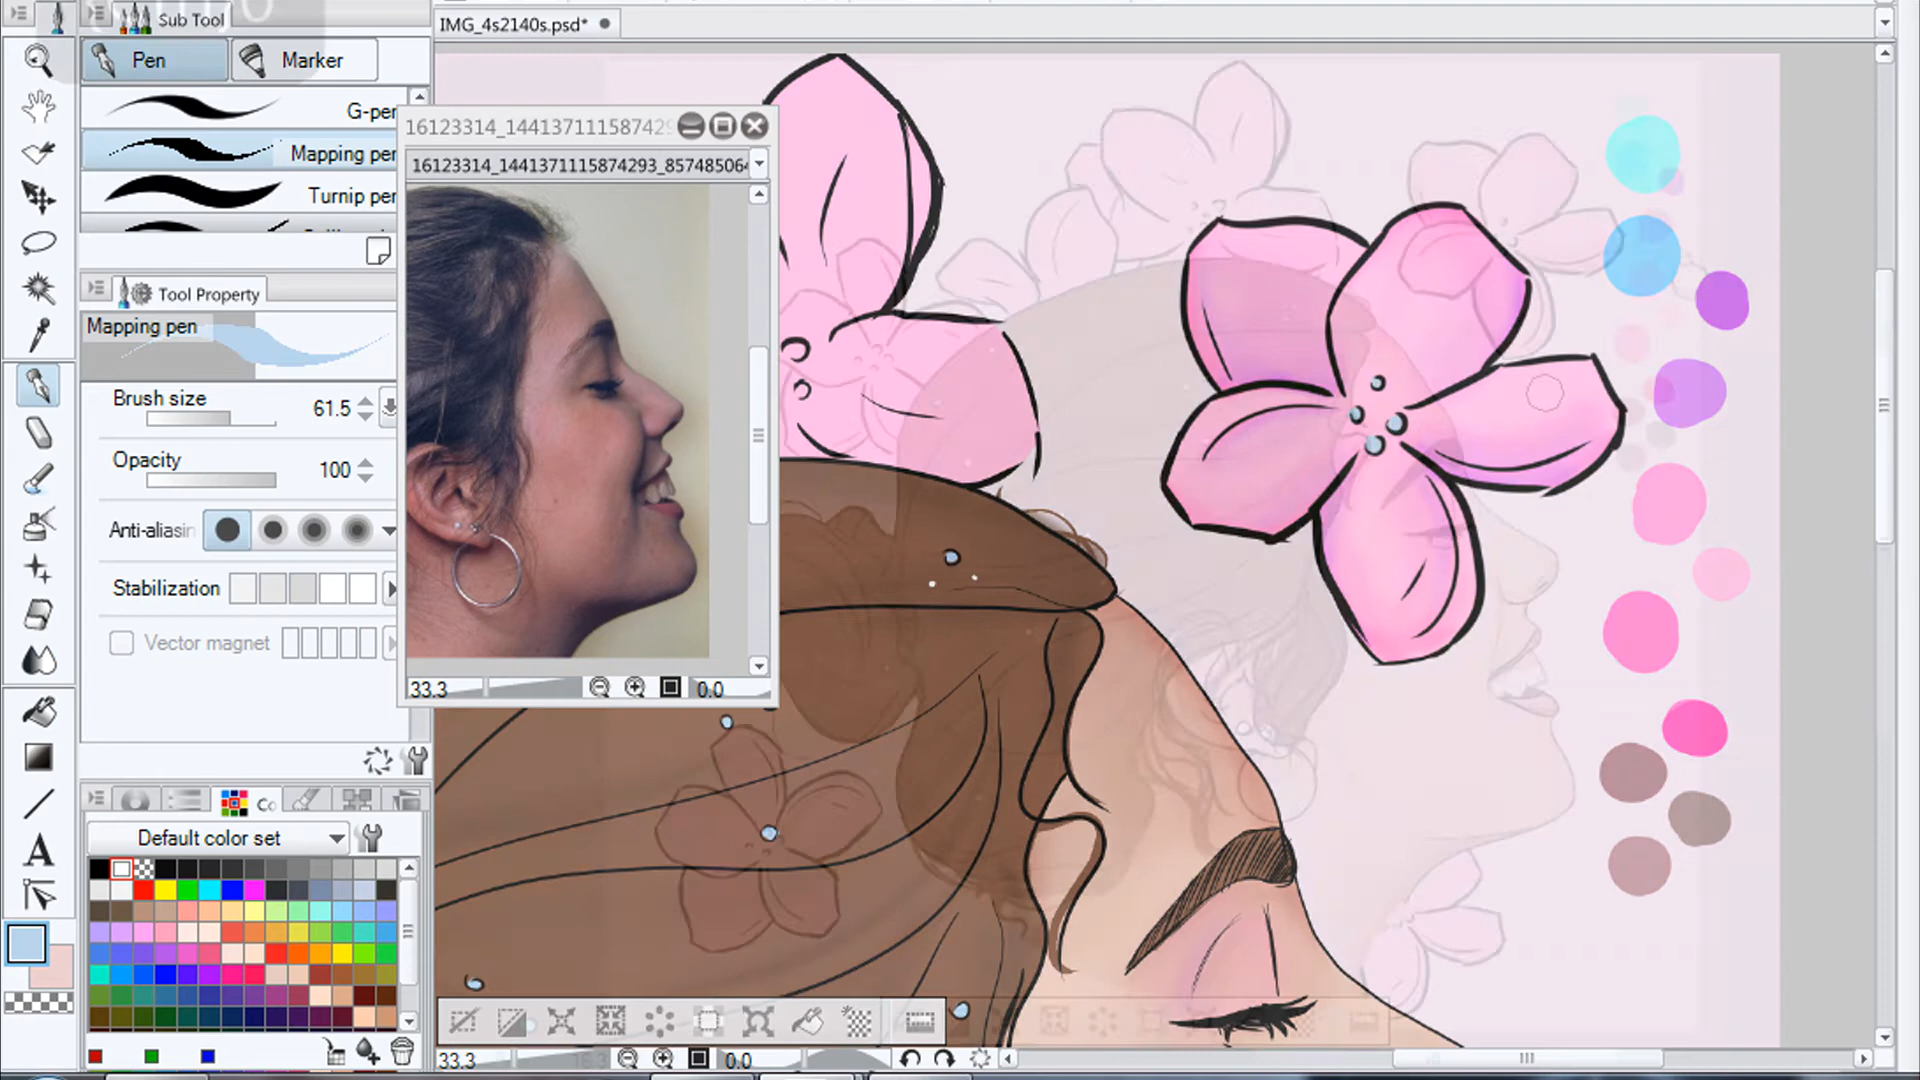 Sub Tool
IMG_4s2140s.psd*
Pen
Marker
G-pen
Mapping pen
Turnip pen
16123314_144137111587429
16123314_1441371115874293_85748506
Tool Property
Mapping pen
Brush size
61.5
Opacity
100
Anti-aliasin
Stabilization
Vector magnet
33.3
0.0
Co
Default color set
A
33.3
0.0